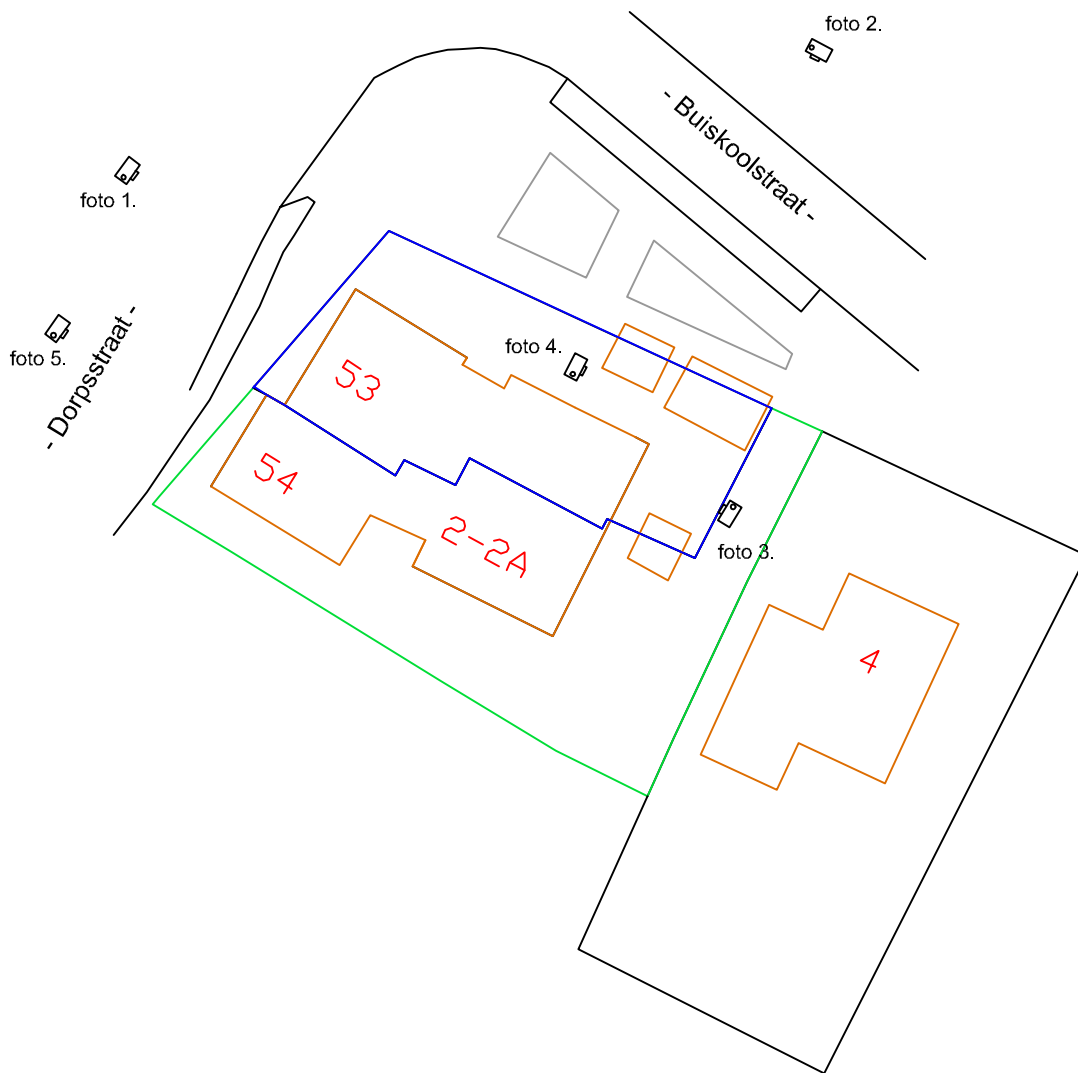 foto 2.
- Buiskoolstraat -
foto 1.
- Dorpsstraat -
foto 5.
foto 4.
53
54
2-2A
foto 3.
4